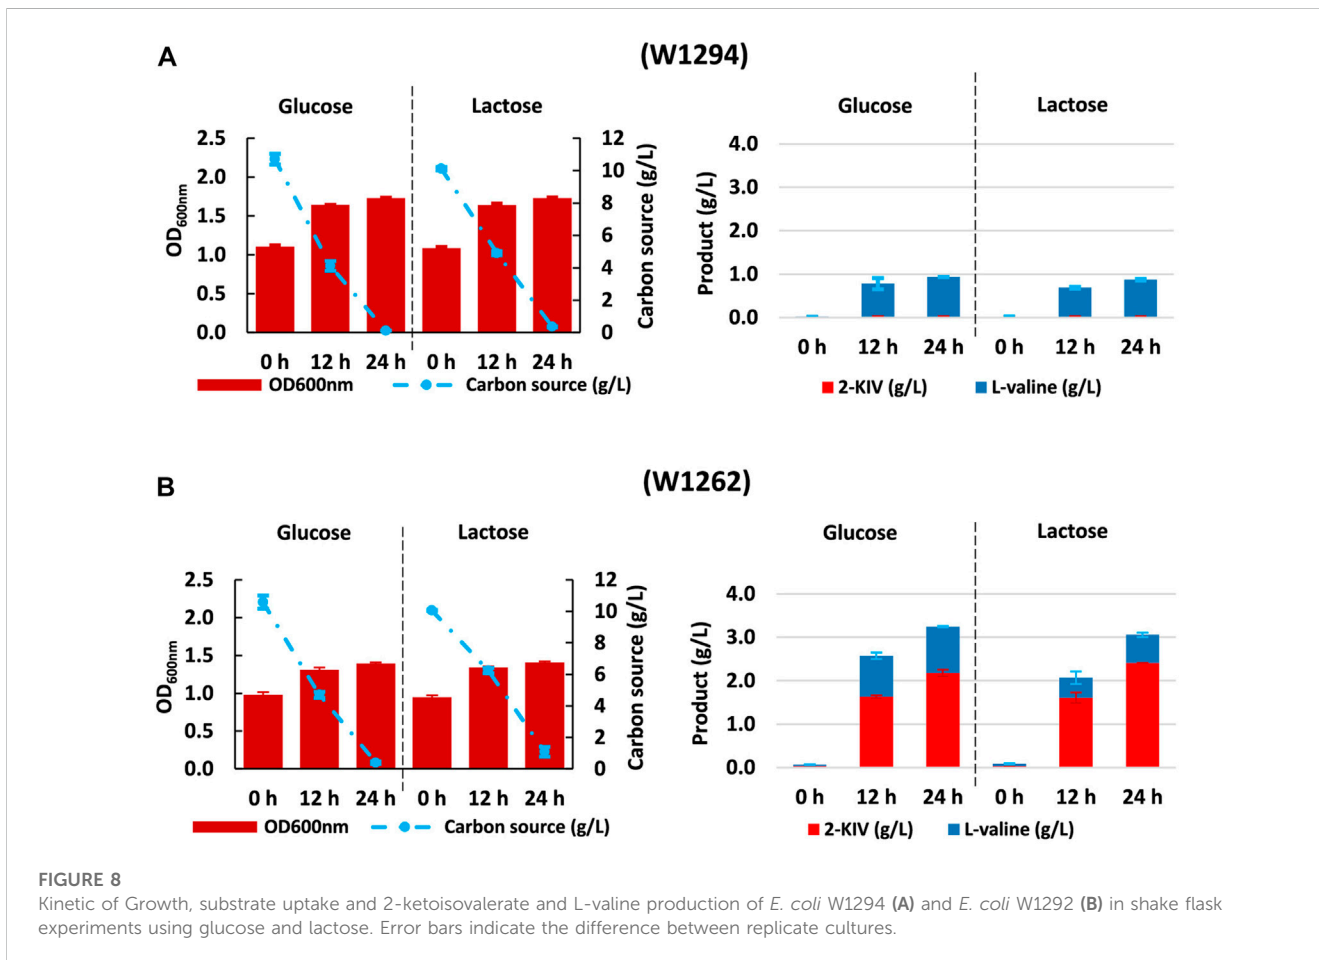 A
(W1294)
Glucose
Lactose
Glucose
Lactose
2.5
2.0
1.5
1.0
0.5
0.0
OD600nm
12
10
8
6
4
2
0
Carbon source (g/L)
0 h 12 h 24 h 0 h 12 h 24 h
OD600nm Carbon source (g/L)
Product (g/L)
4.0
3.0
2.0
1.0
0.0
0 h 12 h 24 h 0 h 12 h 24 h
2-KIV (g/L) L-valine (g/L)
B
(W1262)
Glucose
Lactose
Glucose
Lactose
2.5
2.0
1.5
1.0
0.5
0.0
OD600nm
12
10
8
6
4
2
0
Carbon source (g/L)
0 h 12 h 24 h 0 h 12 h 24 h
OD600nm Carbon source (g/L)
Product (g/L)
4.0
3.0
2.0
1.0
0.0
0 h 12 h 24 h 0 h 12 h 24 h
2-KIV (g/L) L-valine (g/L)
FIGURE 8
Kinetic of Growth, substrate uptake and 2-ketoisovalerate and L-valine production of E. coli W1294 (A) and E. coli W1292 (B) in shake flask
experiments using glucose and lactose. Error bars indicate the difference between replicate cultures.